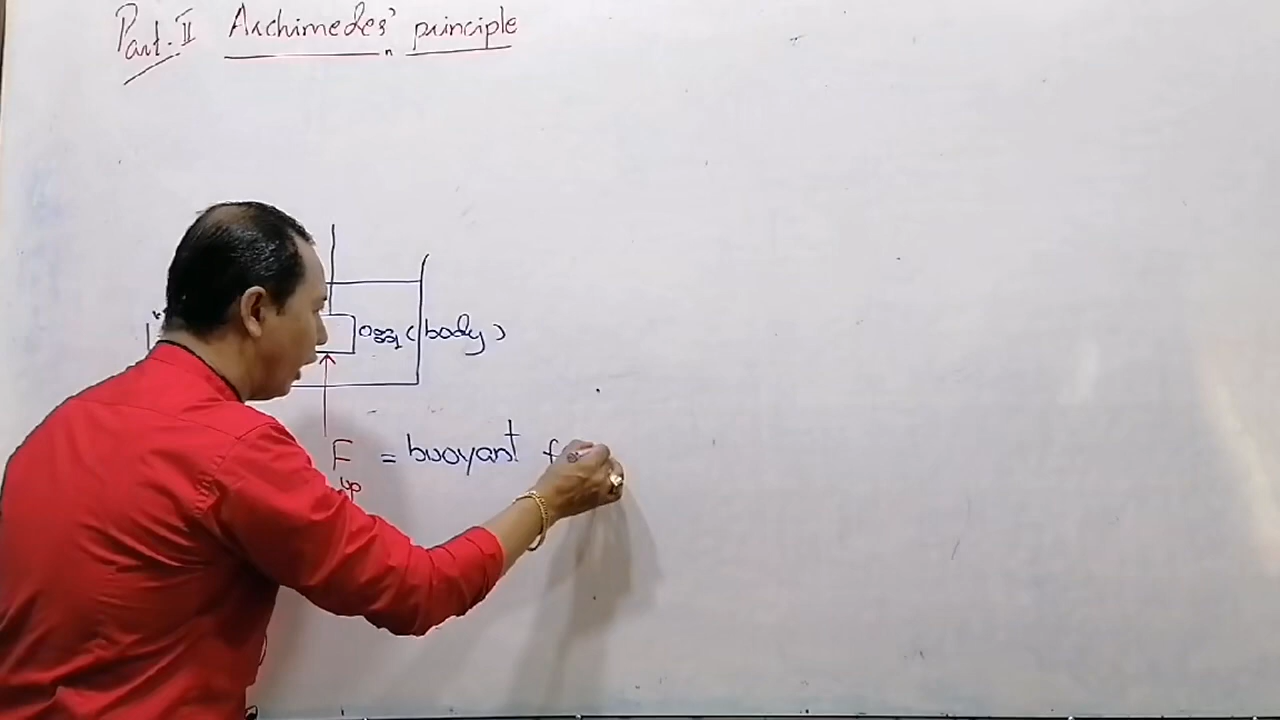 Part. II Archimedes' principle
(body)
F = buoyant
up